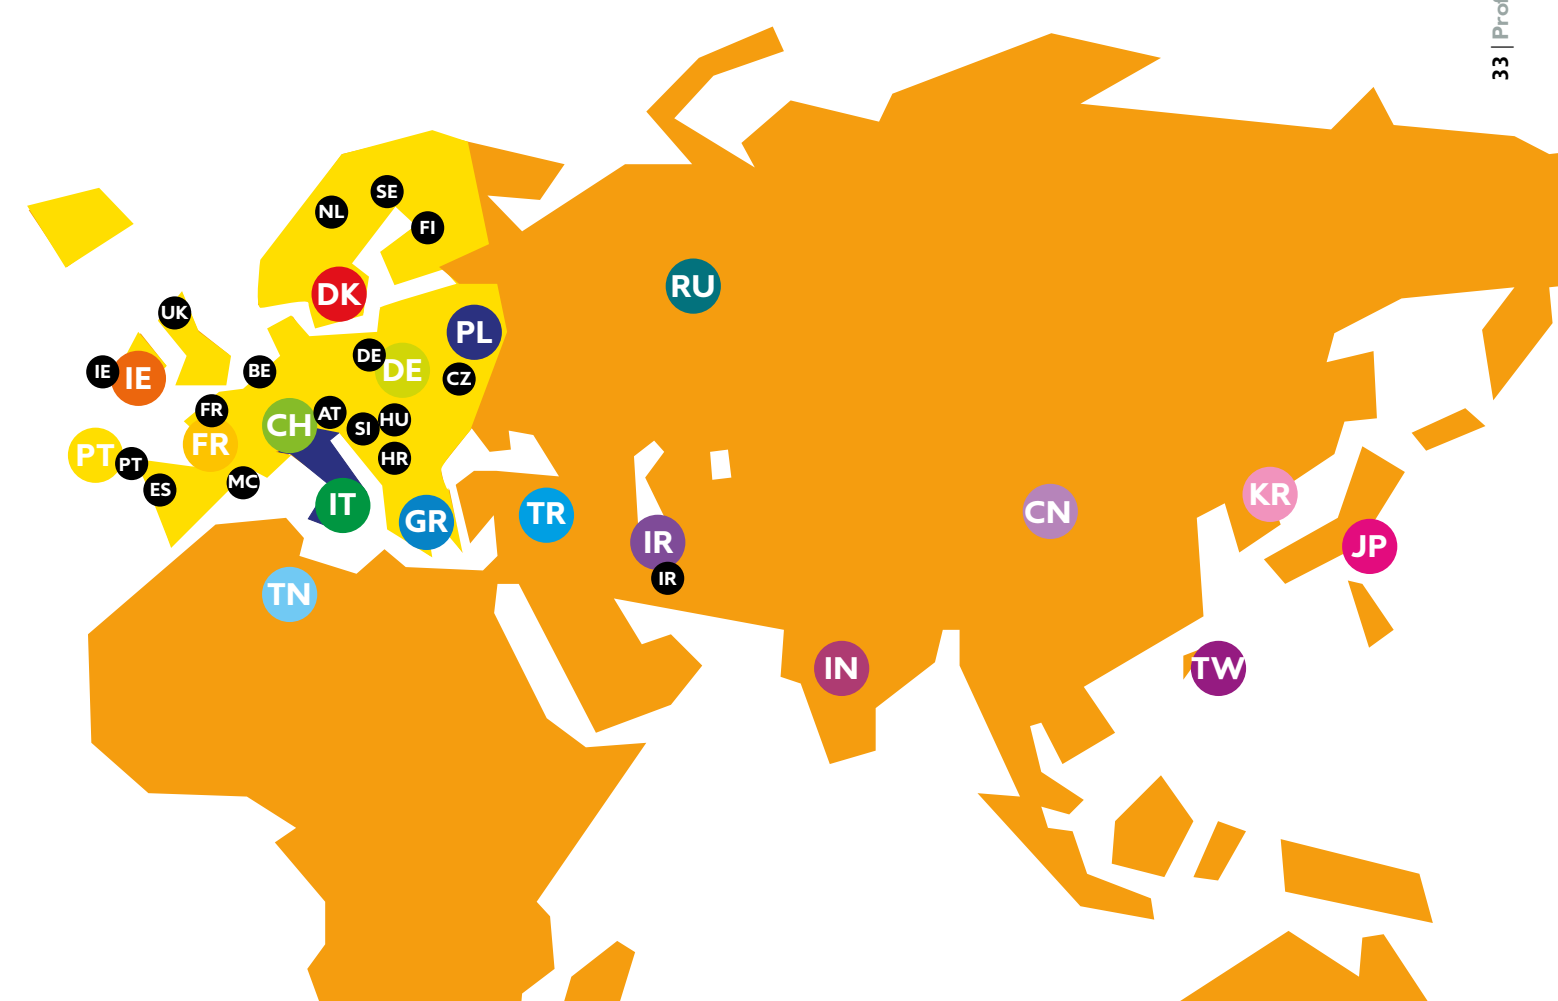 33 | Prof
SE
NL
FI
RU
DK
UK
PL
DE
DE
IE
IE
BE
CZ
FR
AT
HU
CH
SI
FR
PT
PT
HR
ES
MC
IT
GR
TR
IR
IR
CN
KR
JP
TN
IN
TW